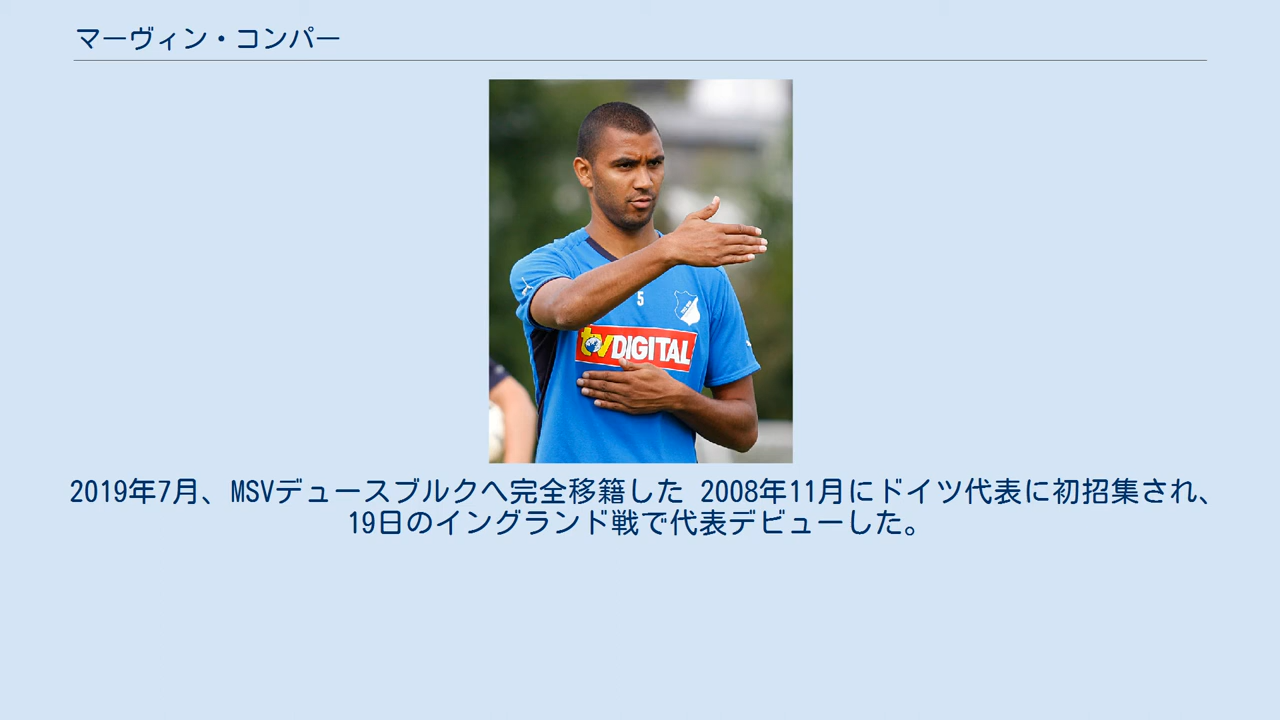 マーヴィン・コンパー
5
tvDIGITAL
2019年7月、MSVデュースブルクへ完全移籍した 2008年11月にドイツ代表に初招集され、
19日のイングランド戦で代表デビューした。